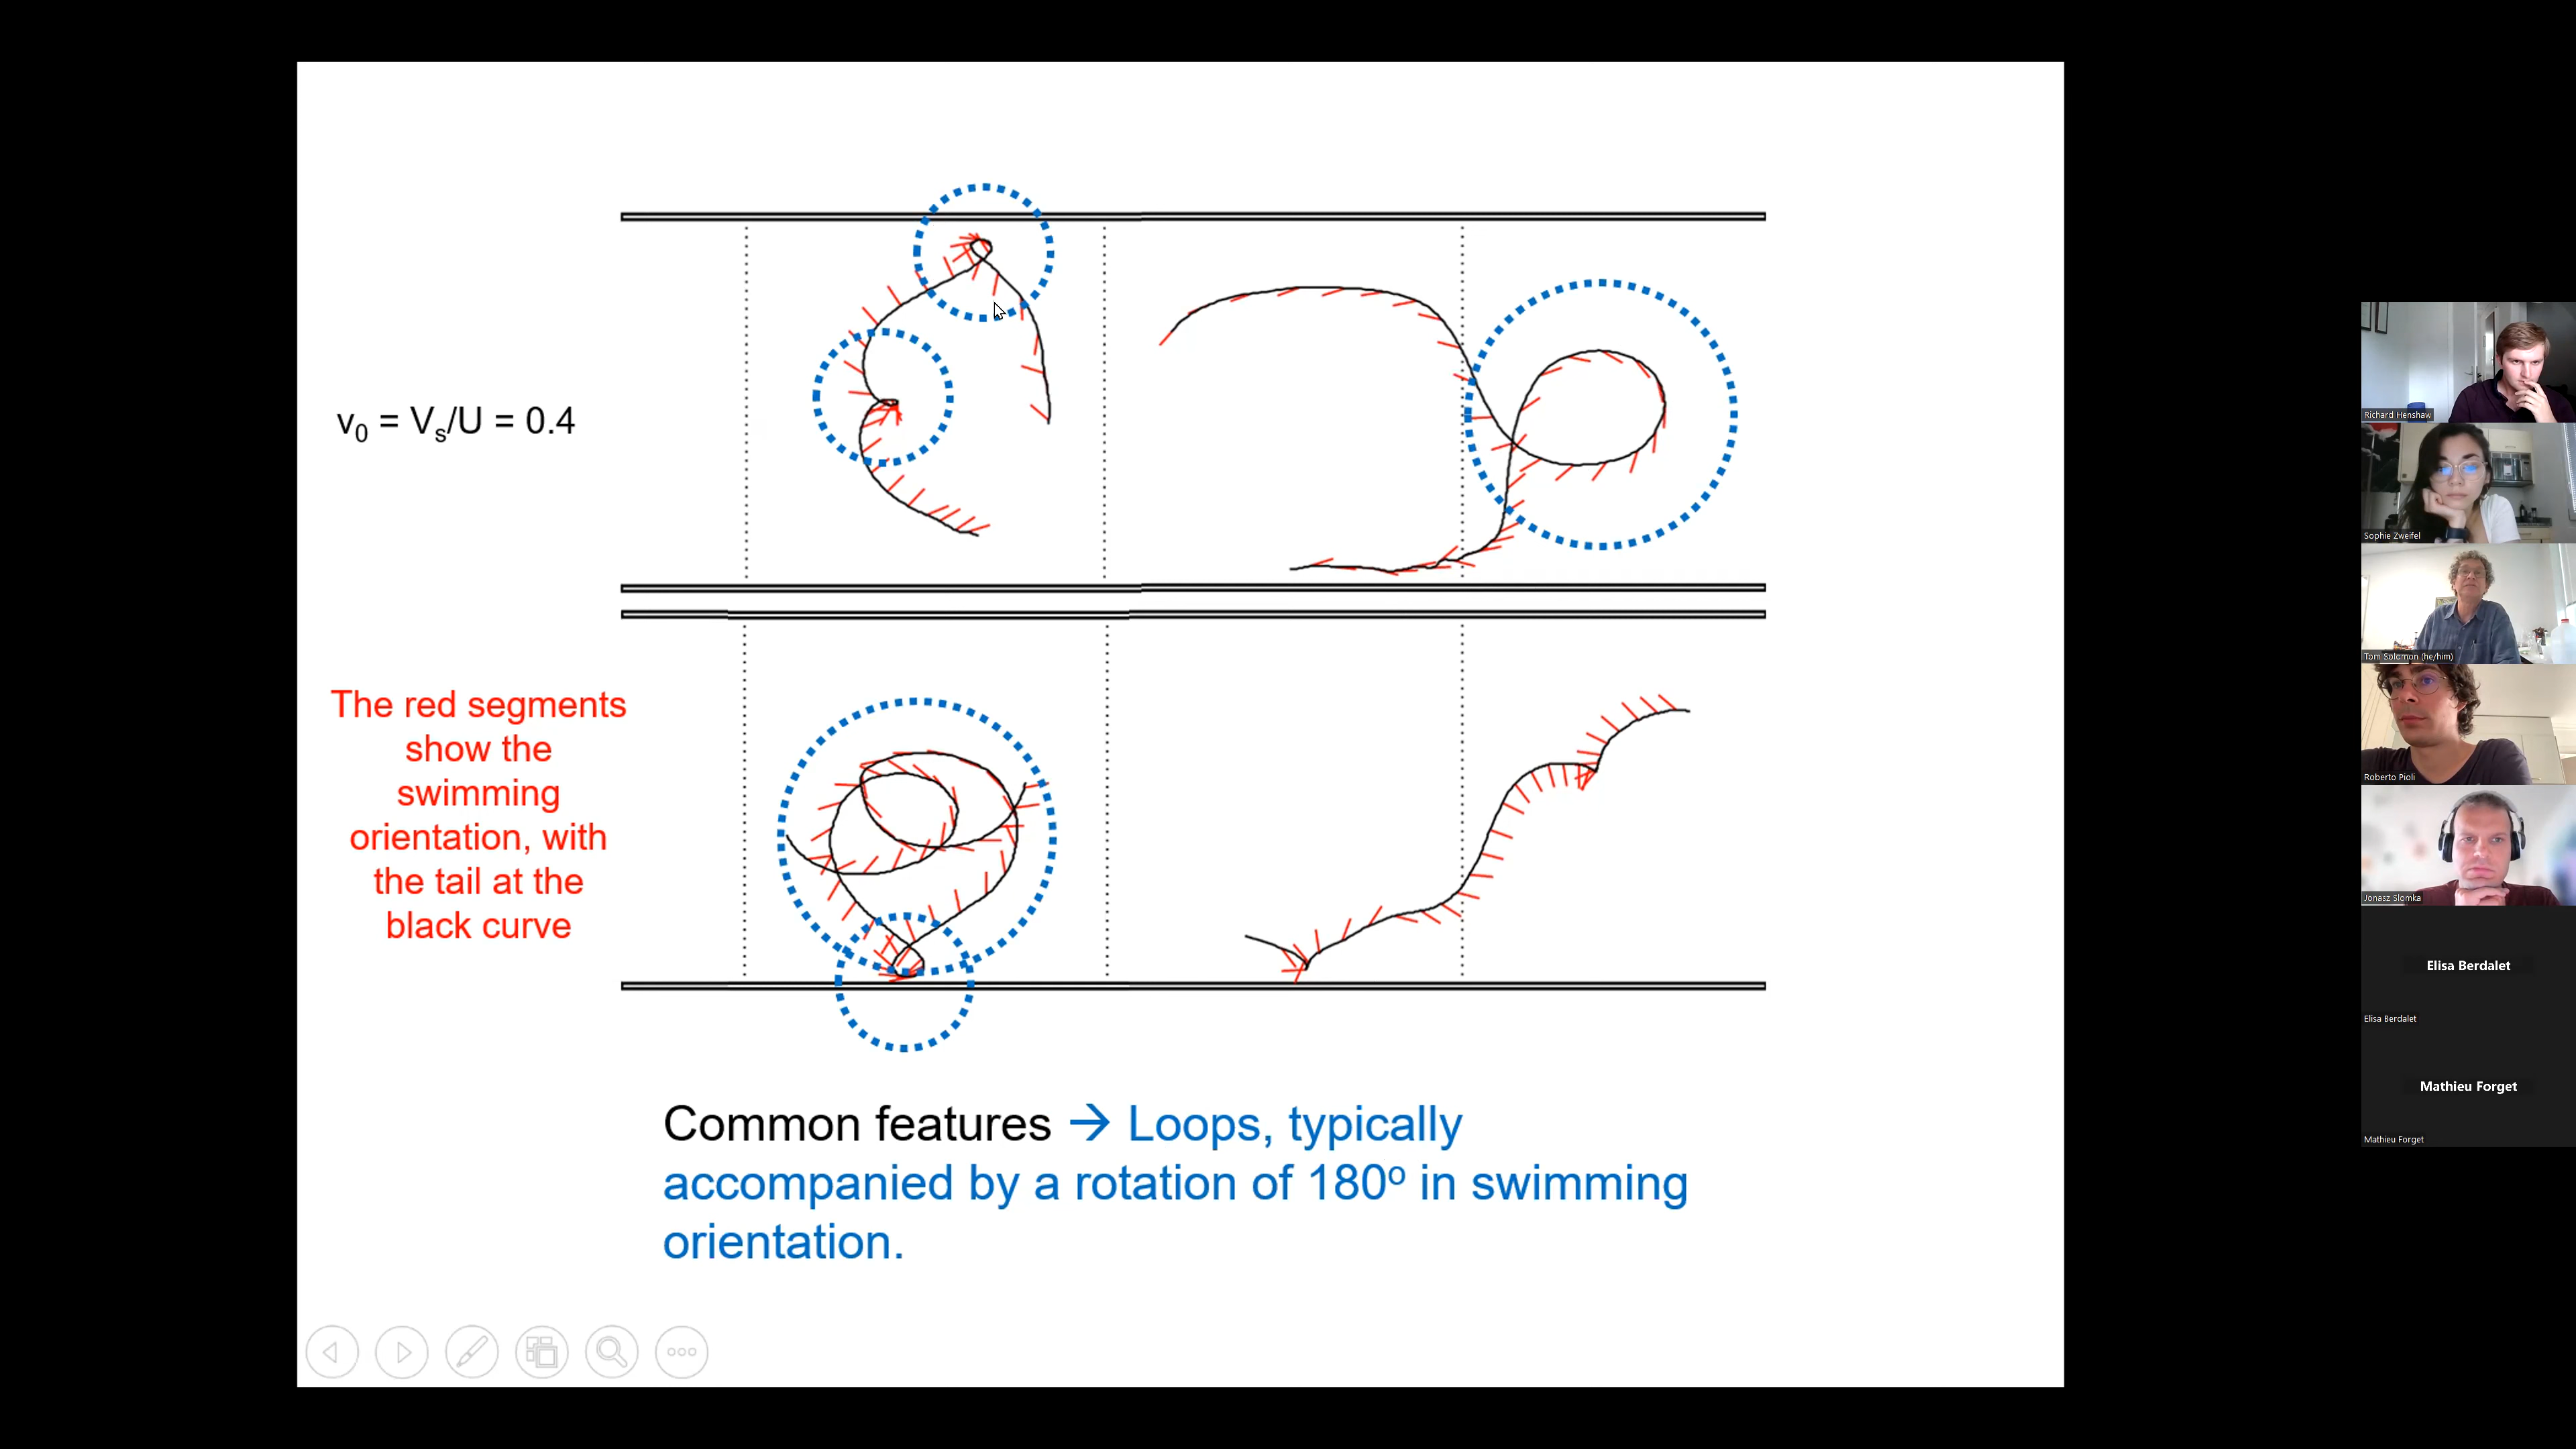 v0 = Vs/U = 0.4
The red segments
show the
swimming
orientation, with
the tail at the
black curve
Common features → Loops, typically
accompanied by a rotation of 180º in swimming
orientation.
Richard Henshaw
Sophie Zweifel
Tom Solomon (he/him)
Roberto Pioli
Jonasz Slomka
Elisa Berdalet
Elisa Berdalet
Mathieu Forget
Mathieu Forget